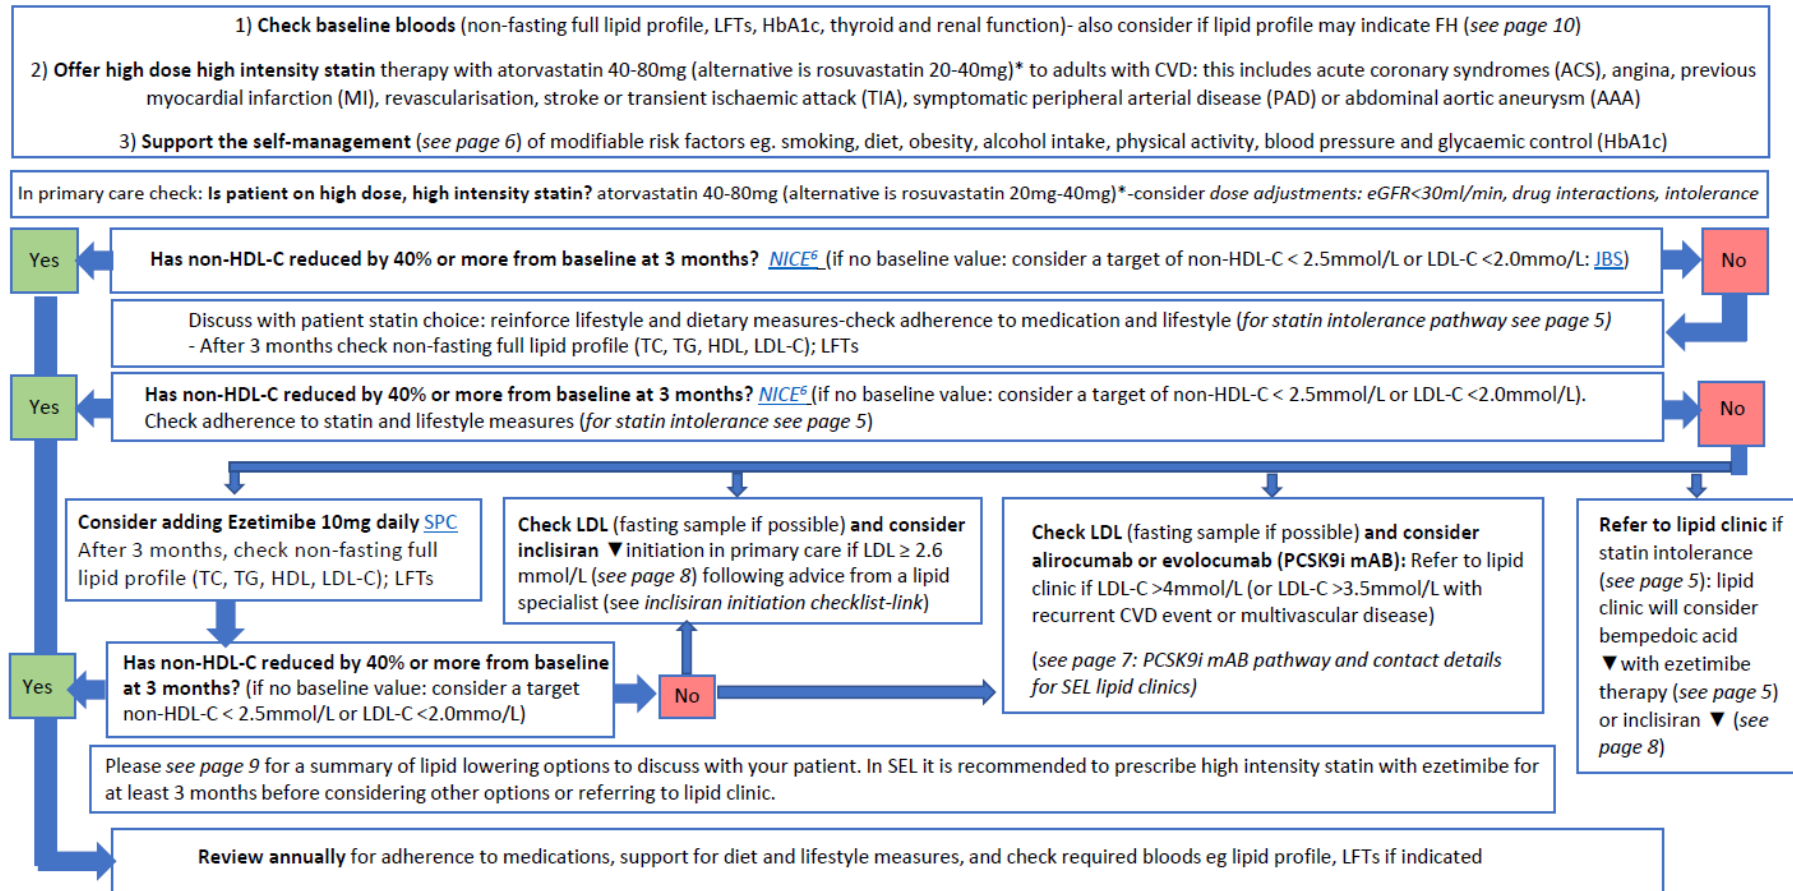 1) Check baseline bloods (non-fasting full lipid profile, LFTs, HbA1c, thyroid and renal function)- also consider if lipid profile may indicate FH (see page 10)
2) Offer high dose high intensity statin therapy with atorvastatin 40-80mg (alternative is rosuvastatin 20-40mg)* to adults with CVD: this includes acute coronary syndromes (ACS), angina, previous
myocardial infarction (MI), revascularisation, stroke or transient ischaemic attack (TIA), symptomatic peripheral arterial disease (PAD) or abdominal aortic aneurysm (AAA)
3) Support the self-management (see page 6) of modifiable risk factors eg. smoking, diet, obesity, alcohol intake, physical activity, blood pressure and glycaemic control (HbA1c)
In primary care check: Is patient on high dose, high intensity statin? atorvastatin 40-80mg (alternative is rosuvastatin 20mg-40mg)*-consider dose adjustments: eGFR<30ml/min, drug interactions, intolerance
Yes
Has non-HDL-C reduced by 40% or more from baseline at 3 months? NICE⁶ (if no baseline value: consider a target of non-HDL-C < 2.5mmol/L or LDL-C <2.0mmo/L: JBS)
No
Discuss with patient statin choice: reinforce lifestyle and dietary measures-check adherence to medication and lifestyle (for statin intolerance pathway see page 5)
- After 3 months check non-fasting full lipid profile (TC, TG, HDL, LDL-C); LFTs
Yes
Has non-HDL-C reduced by 40% or more from baseline at 3 months? NICE⁶ (if no baseline value: consider a target of non-HDL-C < 2.5mmol/L or LDL-C <2.0mmol/L).
Check adherence to statin and lifestyle measures (for statin intolerance see page 5)
No
Consider adding Ezetimibe 10mg daily SPC
After 3 months, check non-fasting full
lipid profile (TC, TG, HDL, LDL-C); LFTs
Check LDL (fasting sample if possible) and consider
inclisiran ▼initiation in primary care if LDL ≥ 2.6
mmol/L (see page 8) following advice from a lipid
specialist (see inclisiran initiation checklist-link)
Check LDL (fasting sample if possible) and consider
alirocumab or evolocumab (PCSK9i mAB): Refer to lipid
clinic if LDL-C >4mmol/L (or LDL-C >3.5mmol/L with
recurrent CVD event or multivascular disease)
(see page 7: PCSK9i mAB pathway and contact details
for SEL lipid clinics)
Refer to lipid clinic if
statin intolerance
(see page 5): lipid
clinic will consider
bempedoic acid
▼with ezetimibe
therapy (see page 5)
or inclisiran ▼ (see
page 8)
Yes
Has non-HDL-C reduced by 40% or more from baseline
at 3 months? (if no baseline value: consider a target
non-HDL-C < 2.5mmol/L or LDL-C <2.0mmo/L)
No
Please see page 9 for a summary of lipid lowering options to discuss with your patient. In SEL it is recommended to prescribe high intensity statin with ezetimibe for
at least 3 months before considering other options or referring to lipid clinic.
Review annually for adherence to medications, support for diet and lifestyle measures, and check required bloods eg lipid profile, LFTs if indicated